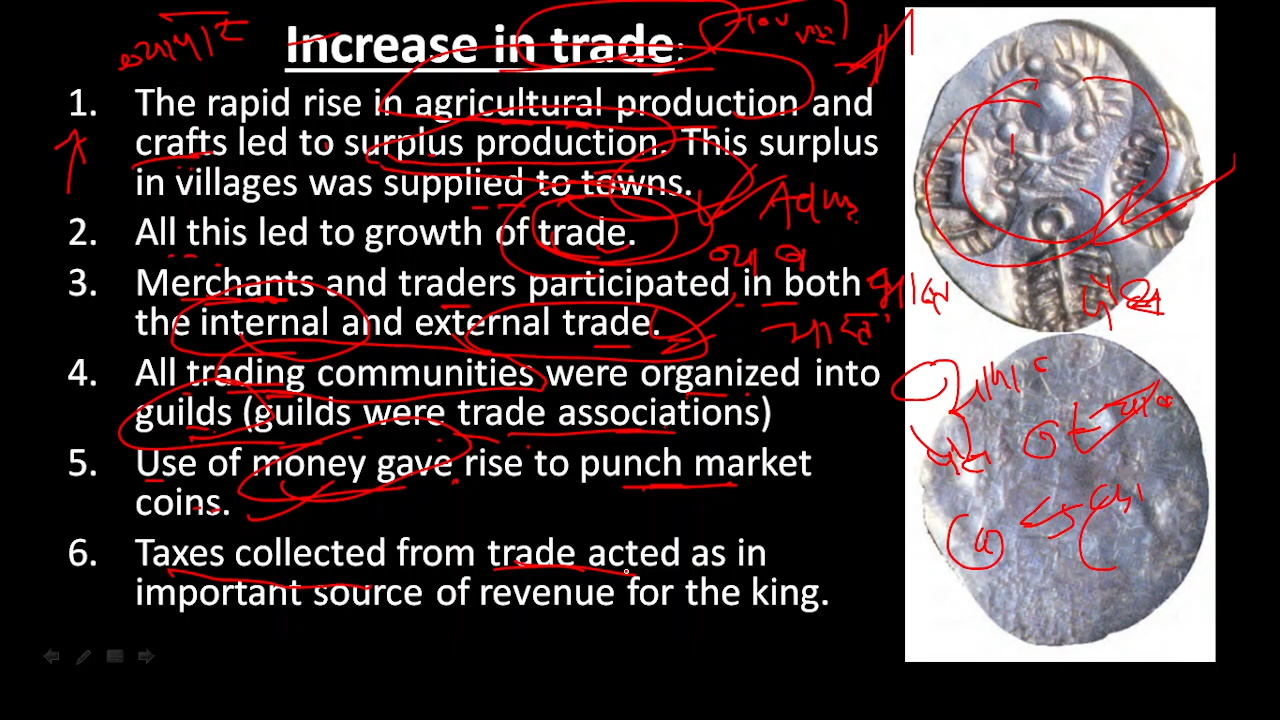 Increase in trade:
1. The rapid rise in agricultural production and
crafts led to surplus production. This surplus
in villages was supplied to towns.
2. All this led to growth of trade.
3. Merchants and traders participated in both
the internal and external trade.
4. All trading communities were organized into
guilds (guilds were trade associations)
5. Use of money gave rise to punch market
coins.
6. Taxes collected from trade acted as in
important source of revenue for the king.